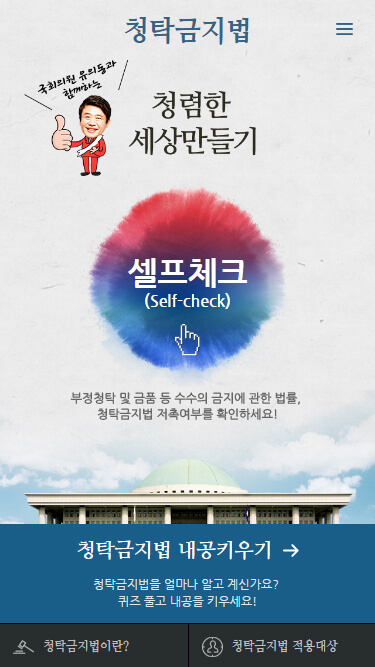 청탁금지법
국회의원 유의동과
함께하는
청렴한
세상만들기
셀프체크
(Self-check)
부정청탁 및 금품 등 수수의 금지에 관한 법률,
청탁금지법 저촉여부를 확인하세요!
청탁금지법 내공키우기 →
청탁금지법을 얼마나 알고 계신가요?
퀴즈 풀고 내공을 키우세요!
청탁금지법이란?
청탁금지법 적용대상